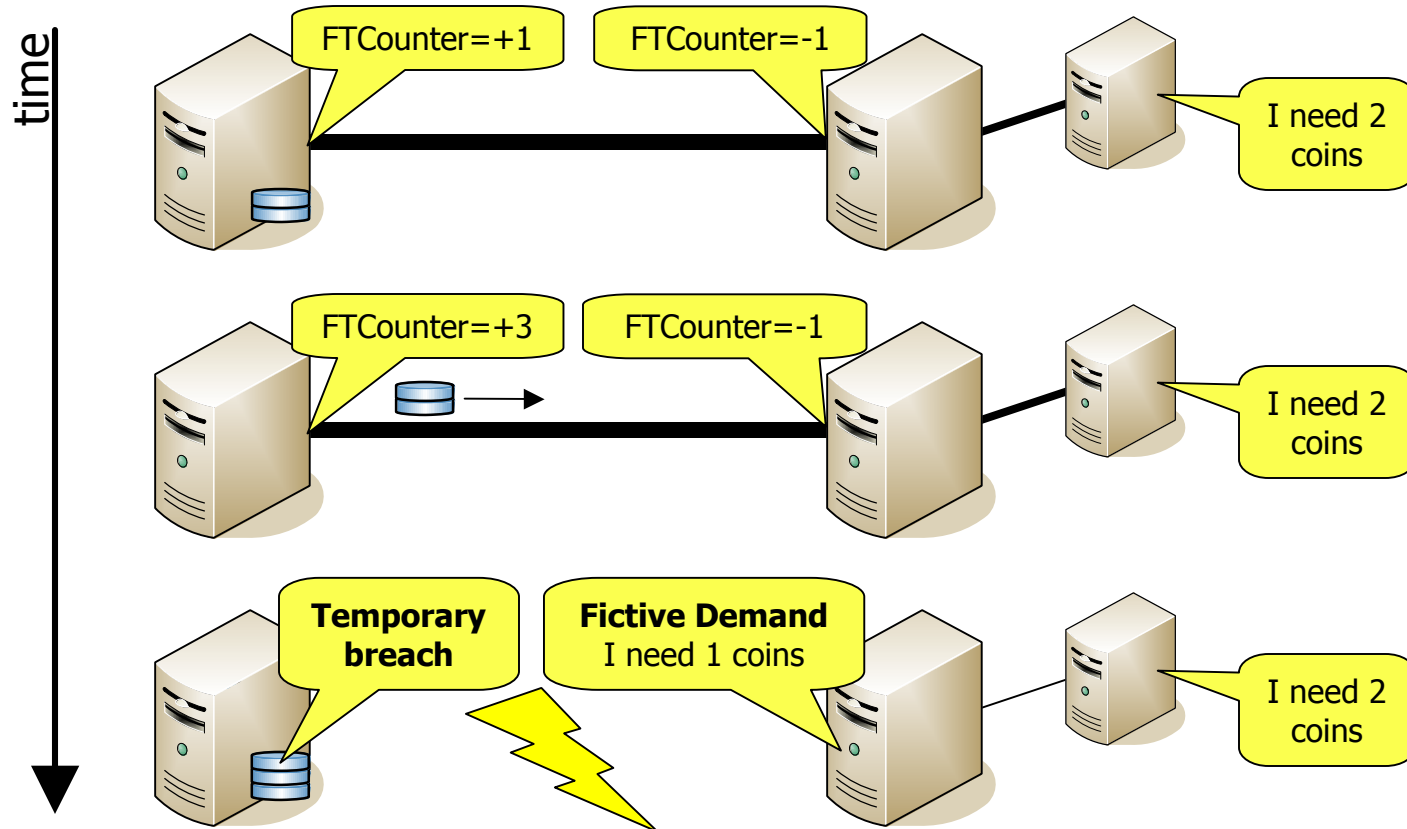 time
FTCounter=+1
FTCounter=-1
I need 2
coins
FTCounter=+3
FTCounter=-1
I need 2
coins
Temporary
breach
Fictive Demand
I need 1 coins
I need 2
coins